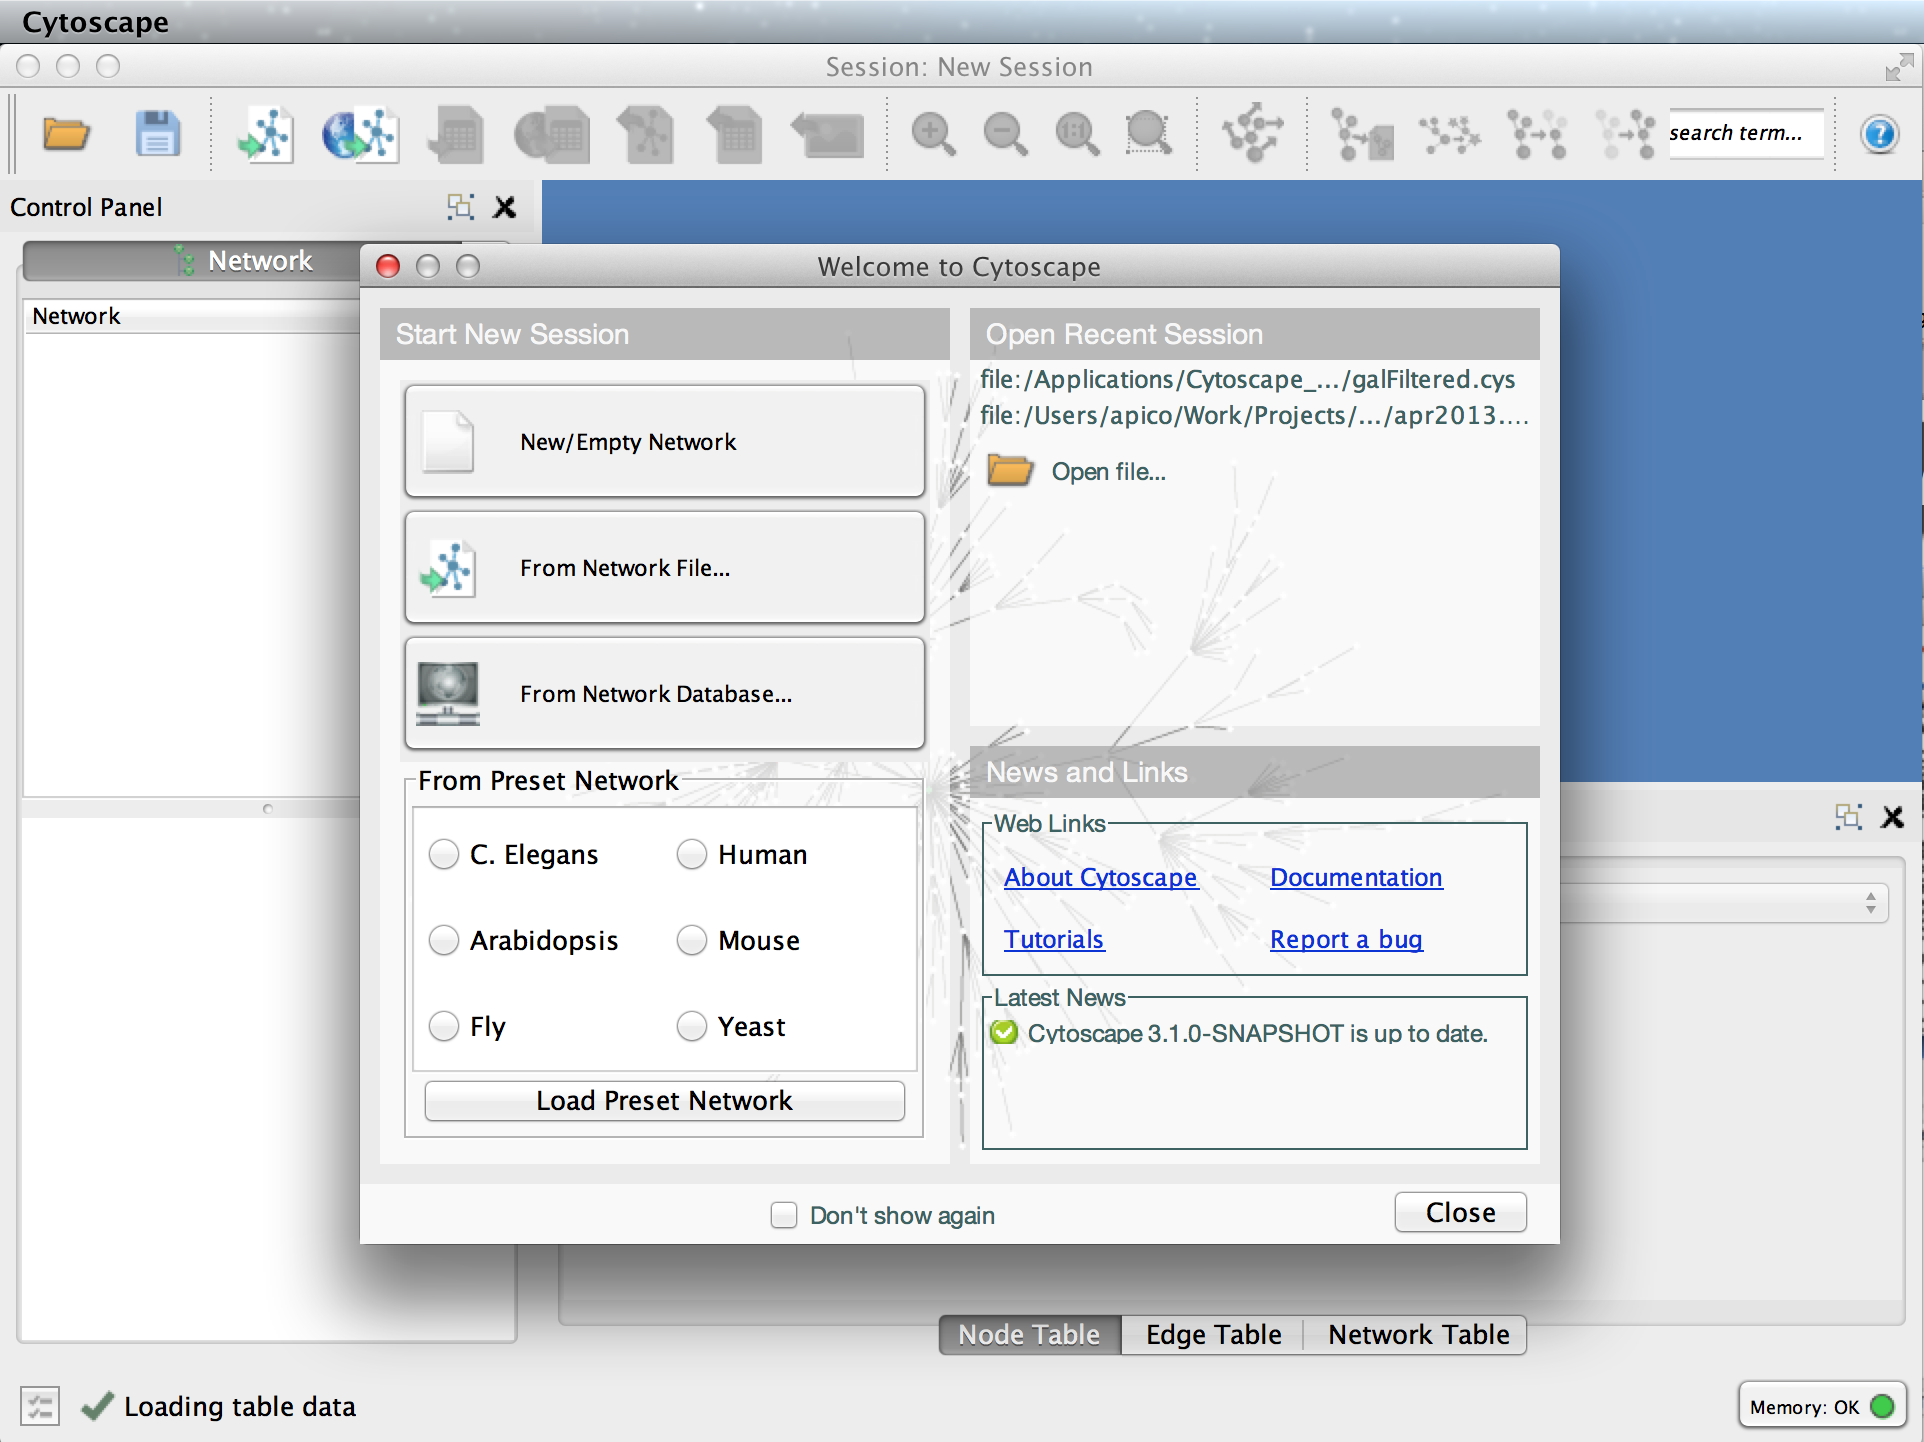 Cytoscape
Session: New Session
1:1
search term...
?
Control Panel
Network
Network
Welcome to Cytoscape
Start New Session
New/Empty Network
From Network File...
From Network Database...
From Preset Network
C. Elegans
Human
Arabidopsis
Mouse
Fly
Yeast
Load Preset Network
Open Recent Session
file:/Applications/Cytoscape_.../galFiltered.cys
file:/Users/apico/Work/Projects/.../apr2013....
Open file...
News and Links
Web Links
About Cytoscape
Documentation
Tutorials
Report a bug
Latest News
Cytoscape 3.1.0-SNAPSHOT is up to date.
Don't show again
Close
Node Table
Edge Table
Network Table
Loading table data
Memory: OK